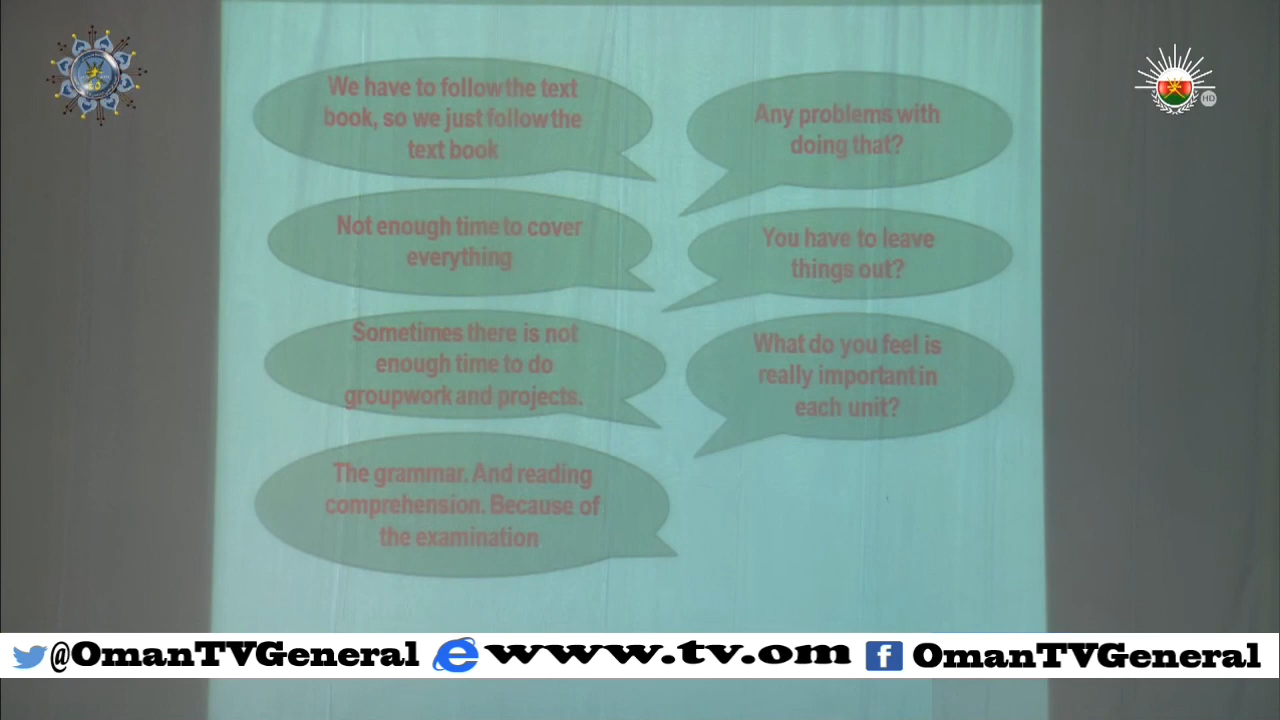 We have to follow the text
book, so we just follow the
text book
Any problems with
doing that?
Not enough time to cover
everything
You have to leave
things out?
Sometimes there is not
enough time to do
groupwork and projects.
What do you feel is
really important in
each unit?
The grammar. And reading
comprehension. Because of
the examination
HD
@OmanTVGeneral
www.tv.om
OmanTVGeneral